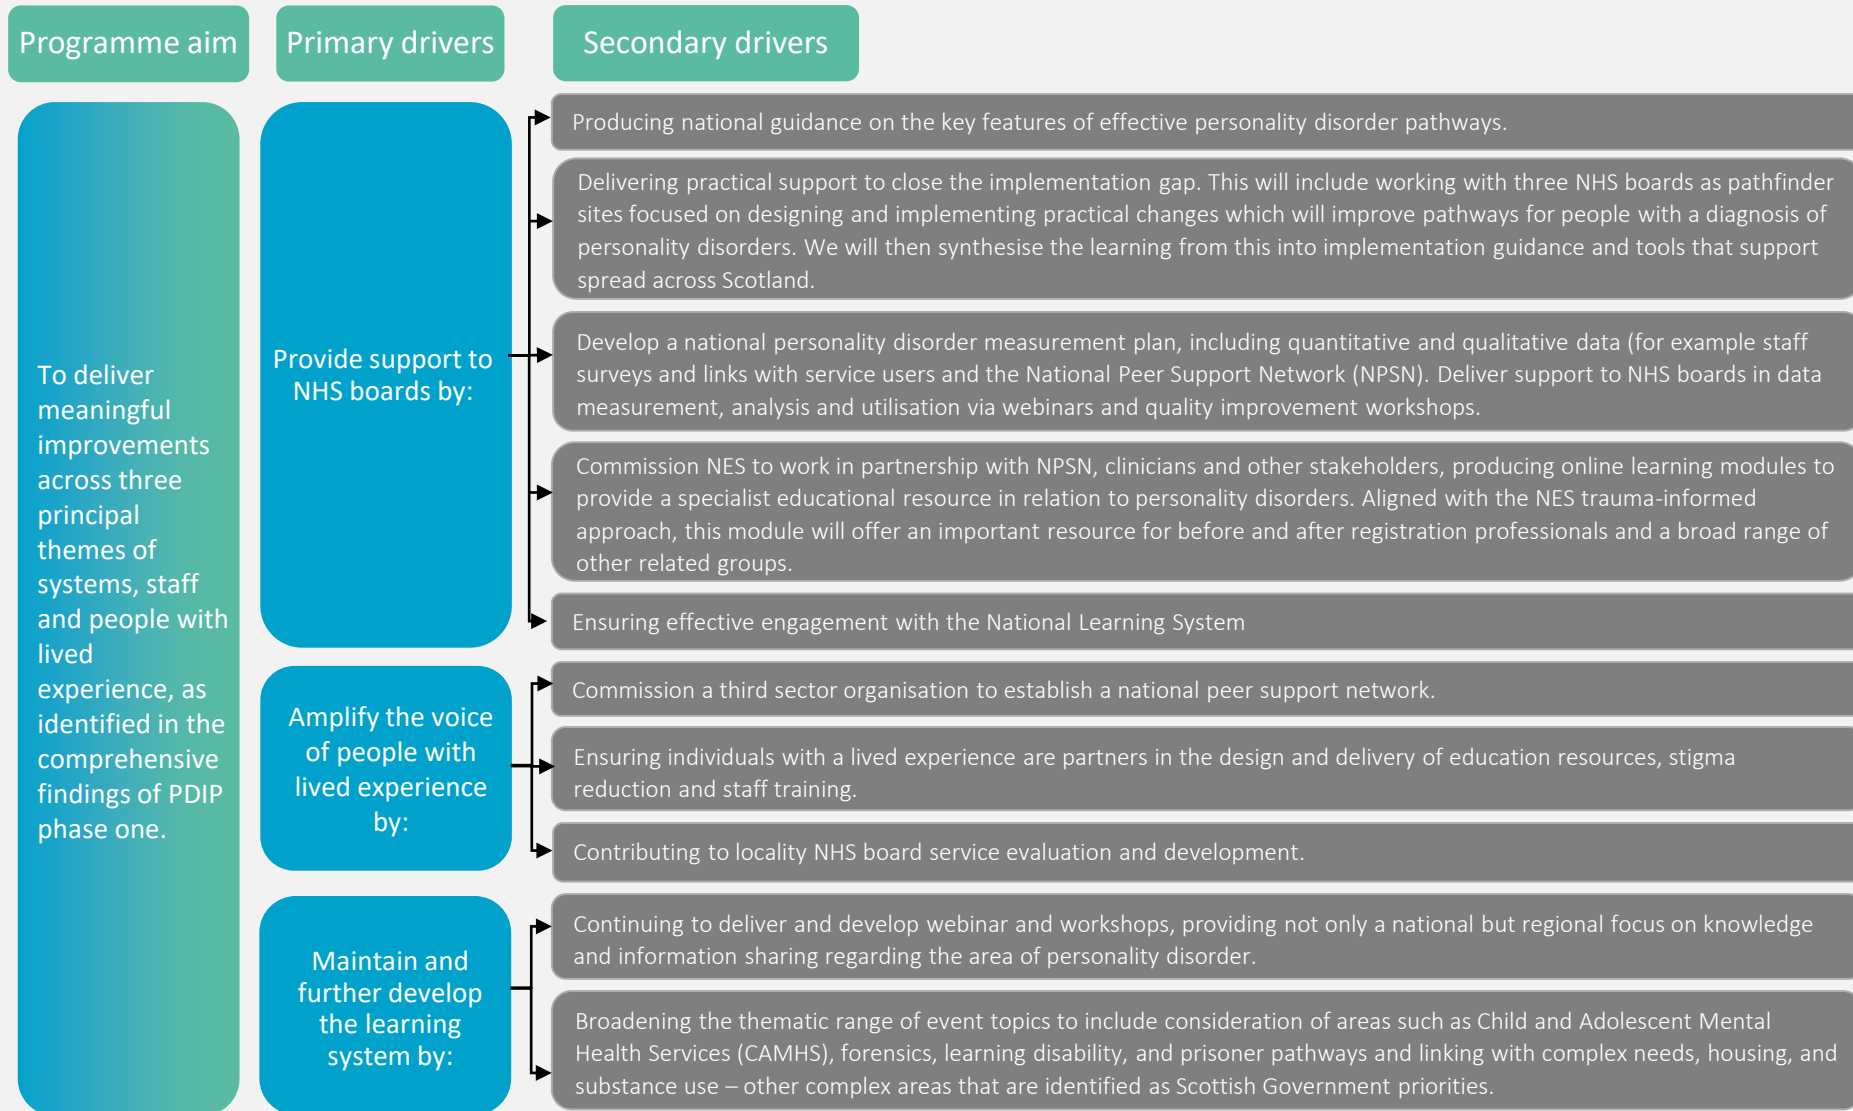 Programme aim
Primary drivers
Secondary drivers
To deliver
meaningful
improvements
across three
principal
themes of
systems, staff
and people with
lived
experience, as
identified in the
comprehensive
findings of PDIP
phase one.
Provide support to
NHS boards by:
Producing national guidance on the key features of effective personality disorder pathways.
Delivering practical support to close the implementation gap. This will include working with three NHS boards as pathfinder
sites focused on designing and implementing practical changes which will improve pathways for people with a diagnosis of
personality disorders. We will then synthesise the learning from this into implementation guidance and tools that support
spread across Scotland.
Develop a national personality disorder measurement plan, including quantitative and qualitative data (for example staff
surveys and links with service users and the National Peer Support Network (NPSN). Deliver support to NHS boards in data
measurement, analysis and utilisation via webinars and quality improvement workshops.
Commission NES to work in partnership with NPSN, clinicians and other stakeholders, producing online learning modules to
provide a specialist educational resource in relation to personality disorders. Aligned with the NES trauma-informed
approach, this module will offer an important resource for before and after registration professionals and a broad range of
other related groups.
Ensuring effective engagement with the National Learning System
Amplify the voice
of people with
lived experience
by:
Commission a third sector organisation to establish a national peer support network.
Ensuring individuals with a lived experience are partners in the design and delivery of education resources, stigma
reduction and staff training.
Contributing to locality NHS board service evaluation and development.
Maintain and
further develop
the learning
system by:
Continuing to deliver and develop webinar and workshops, providing not only a national but regional focus on knowledge
and information sharing regarding the area of personality disorder.
Broadening the thematic range of event topics to include consideration of areas such as Child and Adolescent Mental
Health Services (CAMHS), forensics, learning disability, and prisoner pathways and linking with complex needs, housing, and
substance use – other complex areas that are identified as Scottish Government priorities.